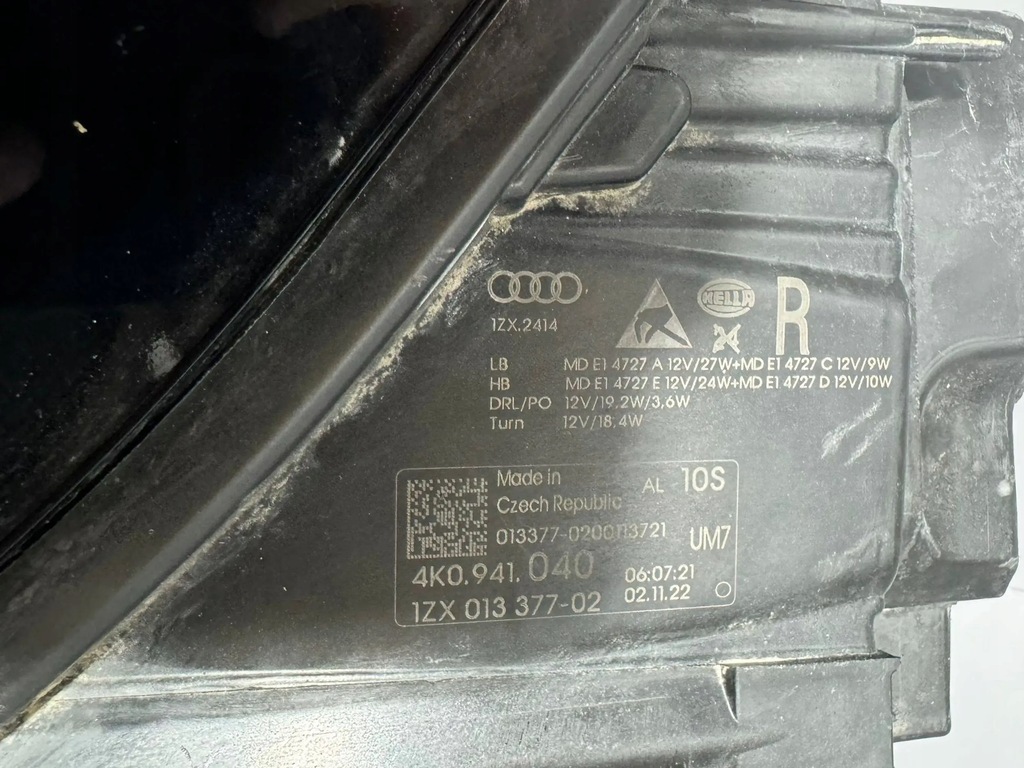 HELLA
R
1ZX.2414
LB MD E1 4727 A 12V/27W+MD E1 4727 C 12V/9W
HB MD E1 4727 E 12V/24W+MD E1 4727 D 12V/10W
DRL/PO 12V/19.2W/3,6W
Turn 12V/18.4W
Made in AL 10S
Czech Republic
013377-0200113721 UM7
4K0.941.040 06:07:21
1ZX 013 377-02 02.11.22